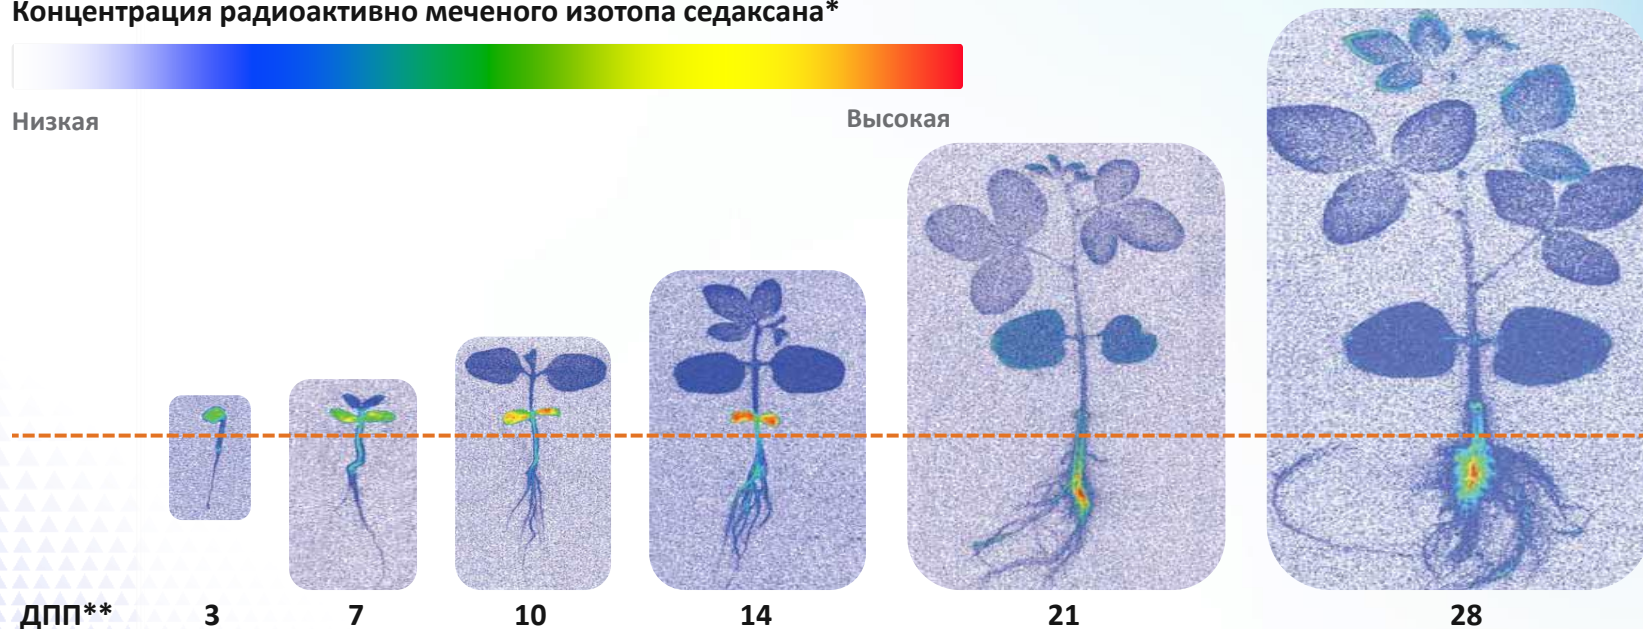 Концентрация радиоактивно меченого изотопа седаксана*
Низкая Высокая
ДПП** 3 7 10 14 21 28